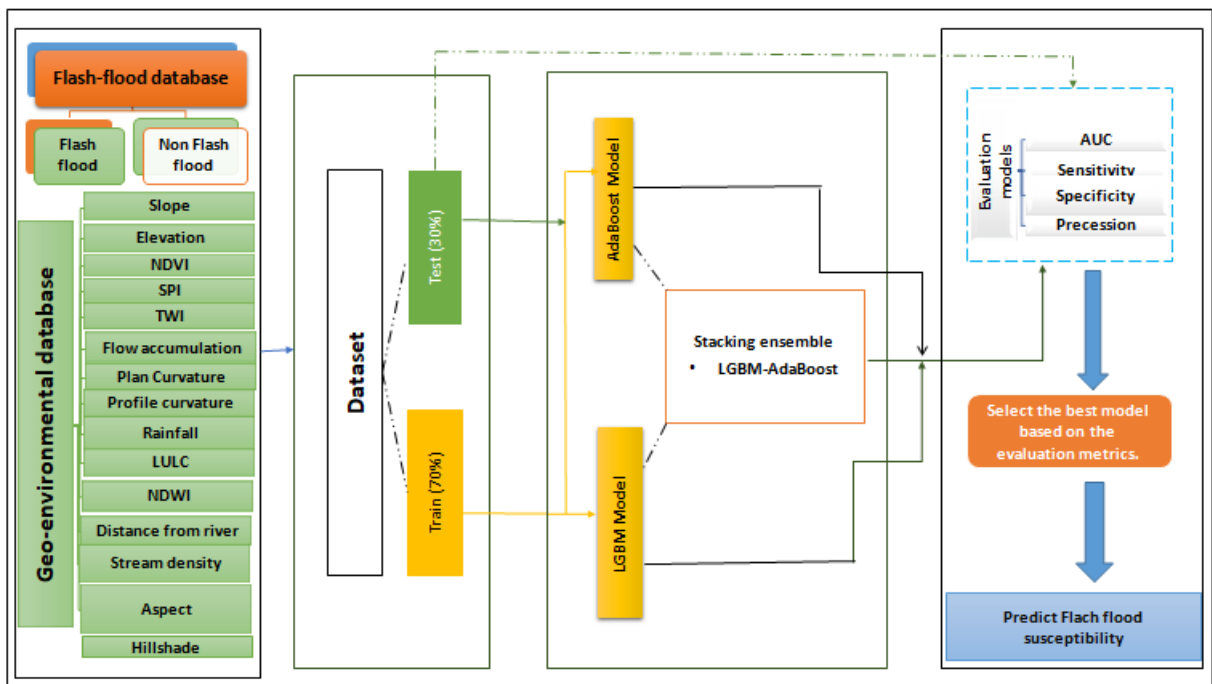 Flash-flood database
Flash
flood
Non Flash
flood
Geo-environmental database
Slope
Elevation
NDVI
SPI
TWI
Flow accumulation
Plan Curvature
Profile curvature
Rainfall
LULC
NDWI
Distance from river
Stream density
Aspect
Hillshade
Dataset
Test (30%)
Train (70%)
AdaBoost Model
LGBM Model
Stacking ensemble
• LGBM-AdaBoost
Evaluation
models
AUC
Sensitivity
Specificity
Precession
Select the best model
based on the
evaluation metrics.
Predict Flach flood
susceptibility